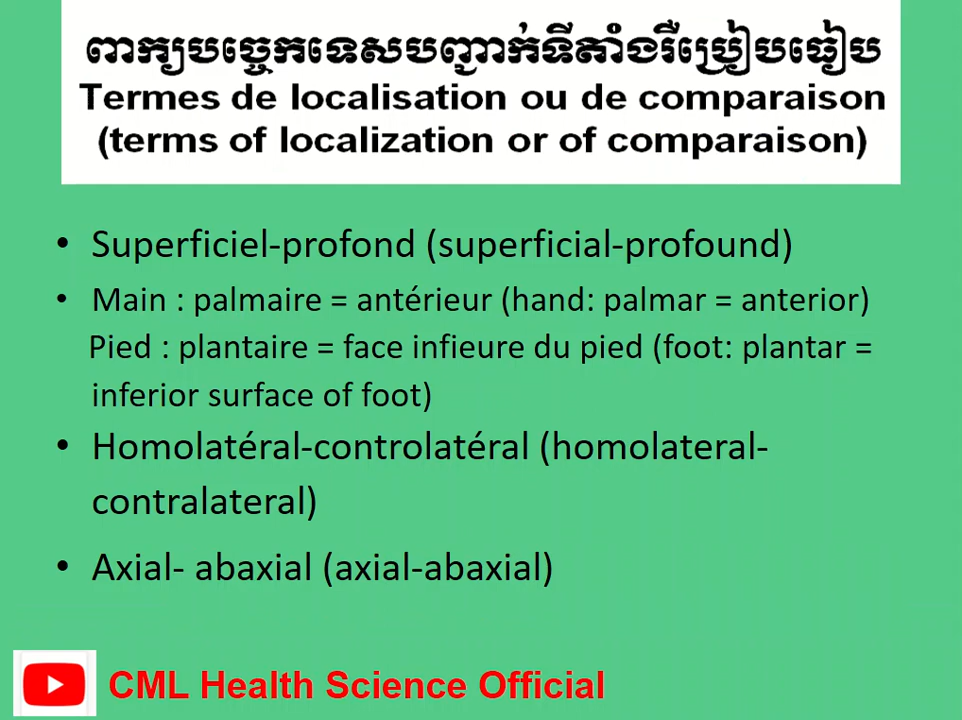 ពាក្យបច្ចេកទេសបញ្ជាក់ទីតាំងរឺប្រៀបធៀប
Termes de localisation ou de comparaison
(terms of localization or of comparaison)
• Superficiel-profond (superficial-profound)
• Main : palmaire = antérieur (hand: palmar = anterior)
Pied : plantaire = face infieure du pied (foot: plantar =
inferior surface of foot)
• Homolatéral-controlatéral (homolateral-
contralateral)
• Axial- abaxial (axial-abaxial)
CML Health Science Official